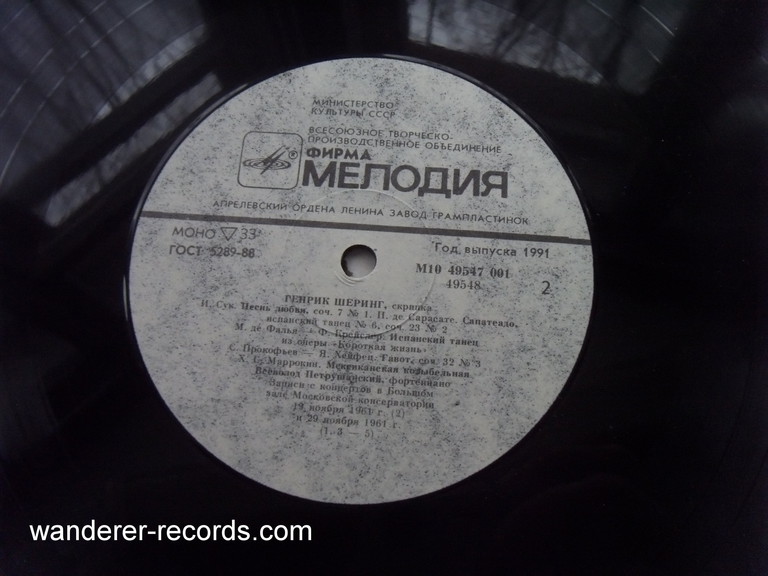 МИНИСТЕРСТВО
КУЛЬТУРЫ СССР
ВСЕСОЮЗНОЕ ТВОРЧЕСКО-
ПРОИЗВОДСТВЕННОЕ ОБЪЕДИНЕНИЕ
ФИРМА
®
МЕЛОДИЯ
АПРЕЛЕВСКИЙ ОРДЕНА ЛЕНИНА ЗАВОД ГРАМПЛАСТИНОК
МОНО ▽ 33
Год выпуска 1991
ГОСТ 5289-88
М10 49547 001
49548
2
ГЕНРИК ШЕРИНГ, скрипка
И. Сук. Песнь любви, соч. 7 № 1. П. де Сарасате. Сапатеадо,
испанский танец № 6, соч. 23 № 2
М. де Фалья — Ф. Крейслер. Испанский танец
из оперы «Короткая жизнь»
С. Прокофьев — Я. Хейфец. Гавот, соч. 32 № 3
Мексиканская колыбельная
Всеволод Петрушанский, фортепиано
Записи с концертов в Большом
зале Московской консерватории
19 ноября 1961 г. (2)
и 29 ноября 1961 г.
(1, 3 — 5)
wanderer-records.com